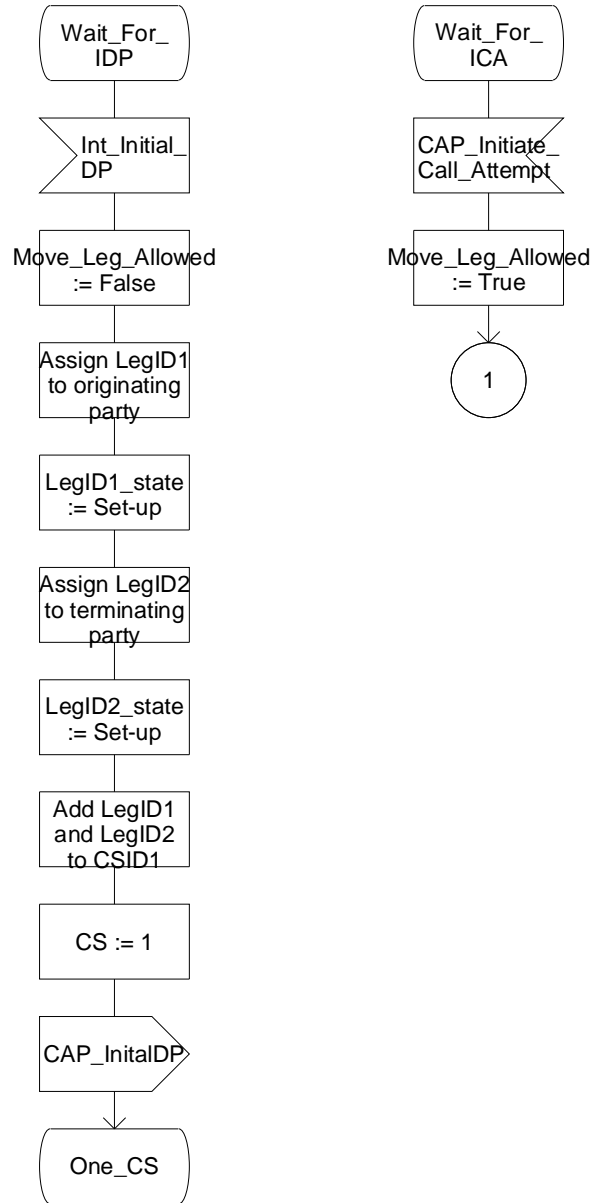 Wait_For_
IDP
Int_Initial_
DP
Move_Leg_Allowed
:= False
Assign LegID1
to originating
party
LegID1_state
:= Set-up
Assign LegID2
to terminating
party
LegID2_state
:= Set-up
Add LegID1
and LegID2
to CSID1
CS := 1
CAP_InitalDP
One_CS
Wait_For_
ICA
CAP_Initiate_
Call_Attempt
Move_Leg_Allowed
:= True
1